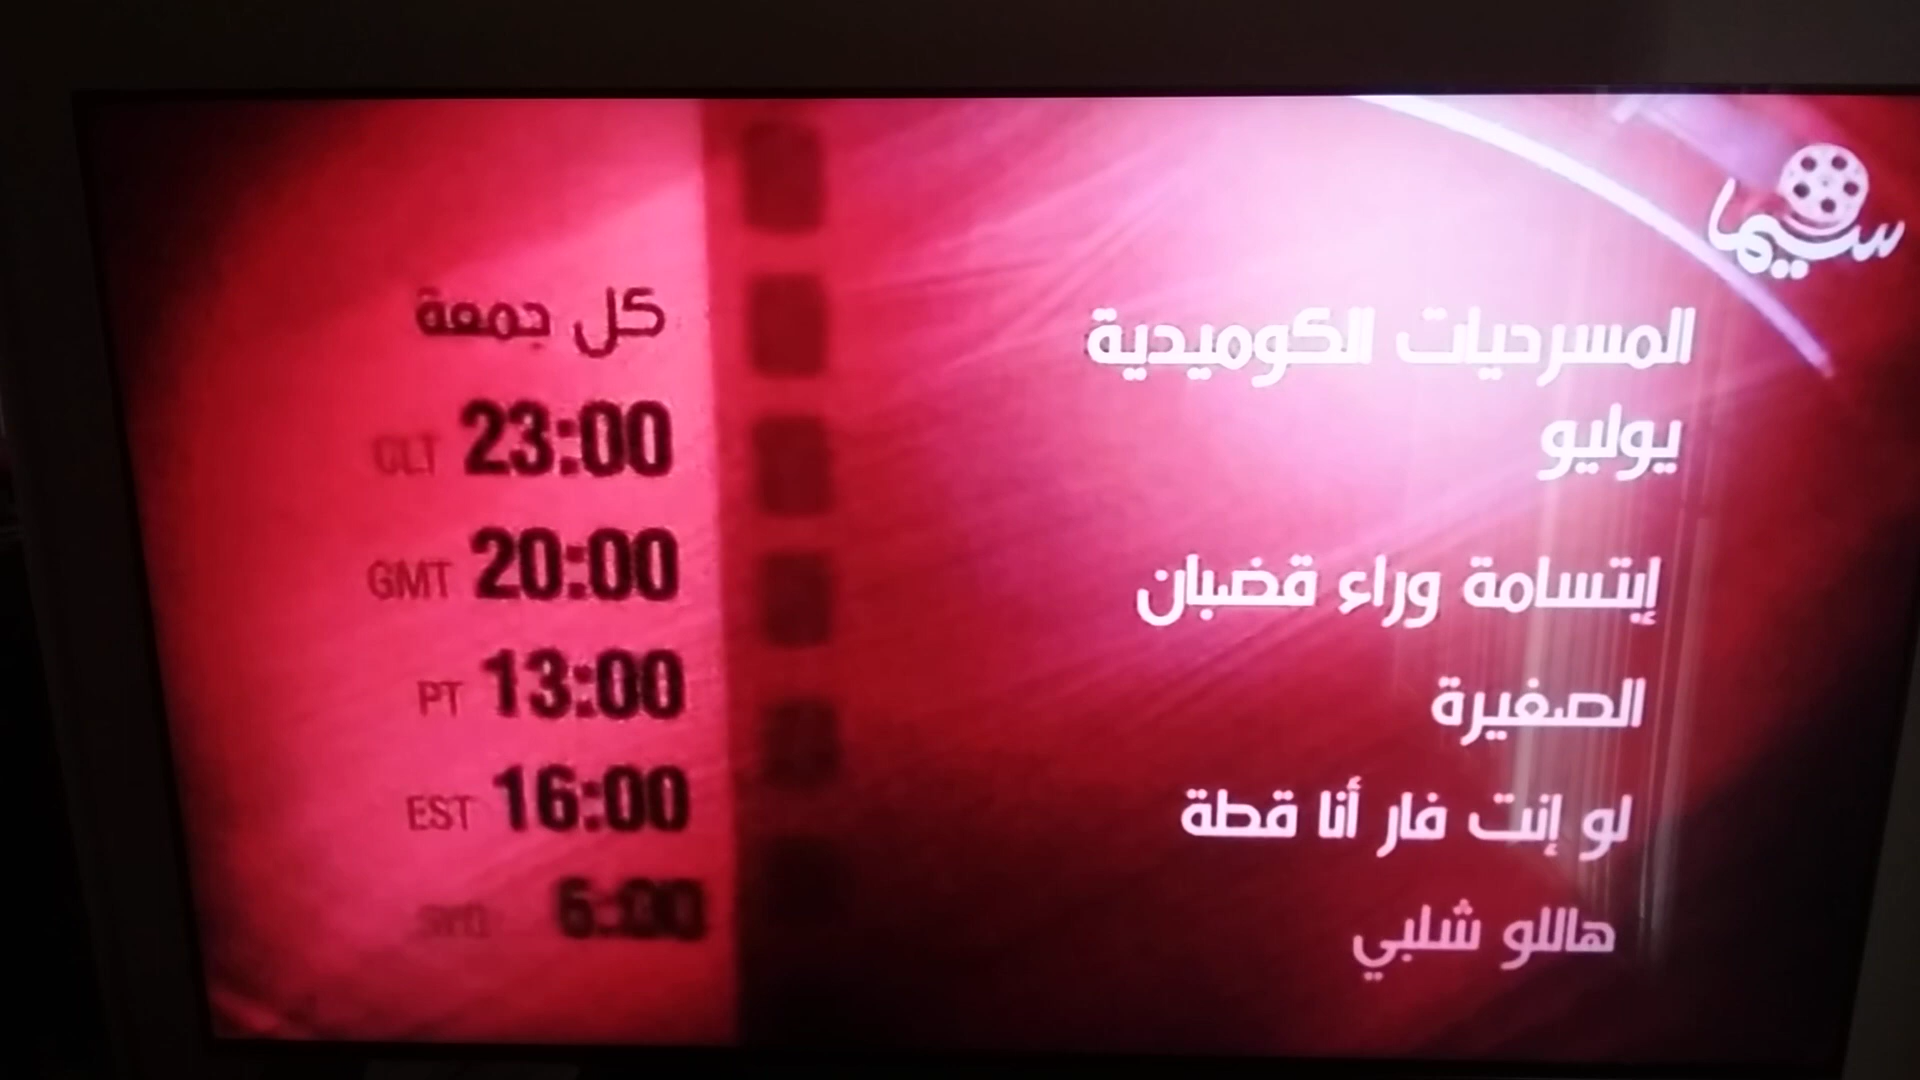 سيما
المسرحيات الكوميدية
يوليو
إبتسامة وراء قضبان
الصغيرة
لو إنت فار أنا قطة
هاللو شلبي
كل جمعة
23:00 CLT
20:00 GMT
13:00 PT
16:00 EST
6:00